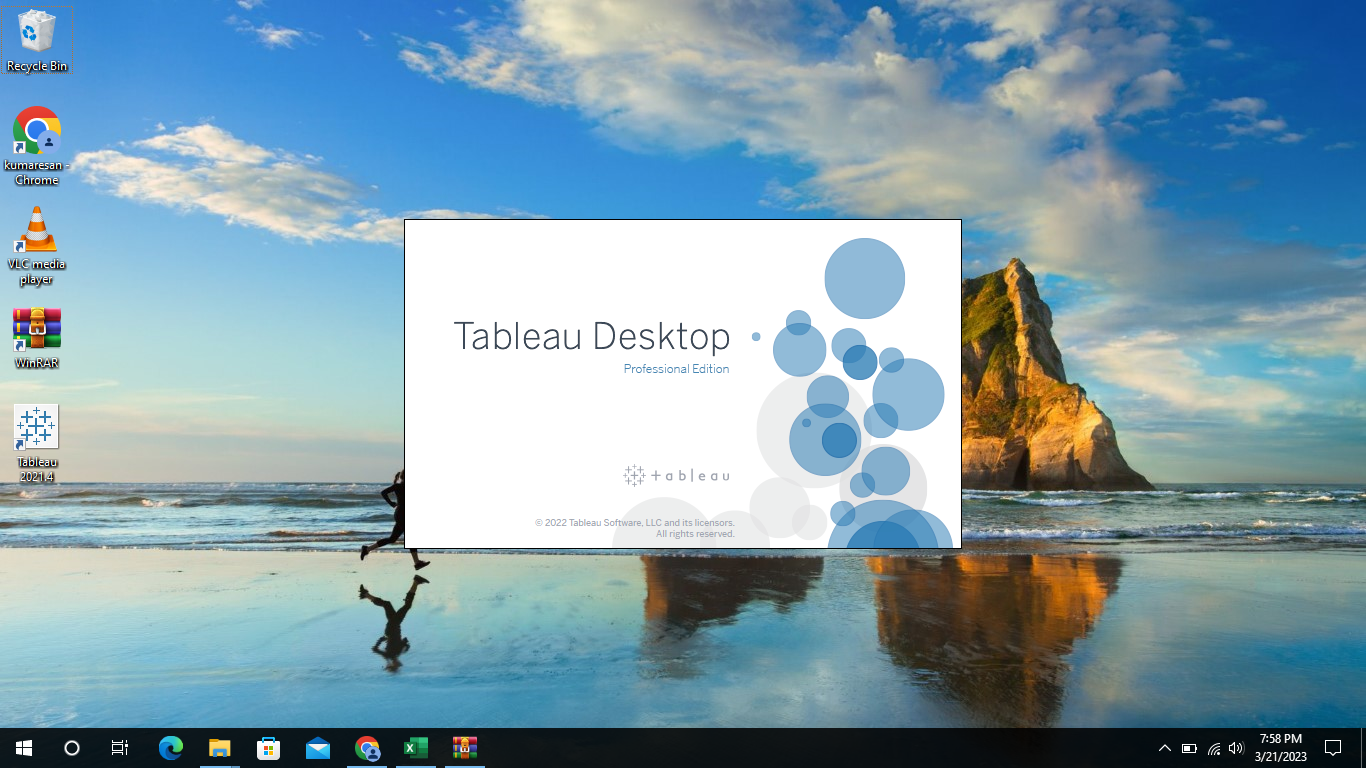 Recycle Bin
kumaresan -
Chrome
VLC media
player
WinRAR
Tableau
2021.4
Tableau Desktop
Professional Edition
+ a b | e a u
© 2022 Tableau Software, LLC and its licensors.
All rights reserved.
7:58 PM
3/21/2023